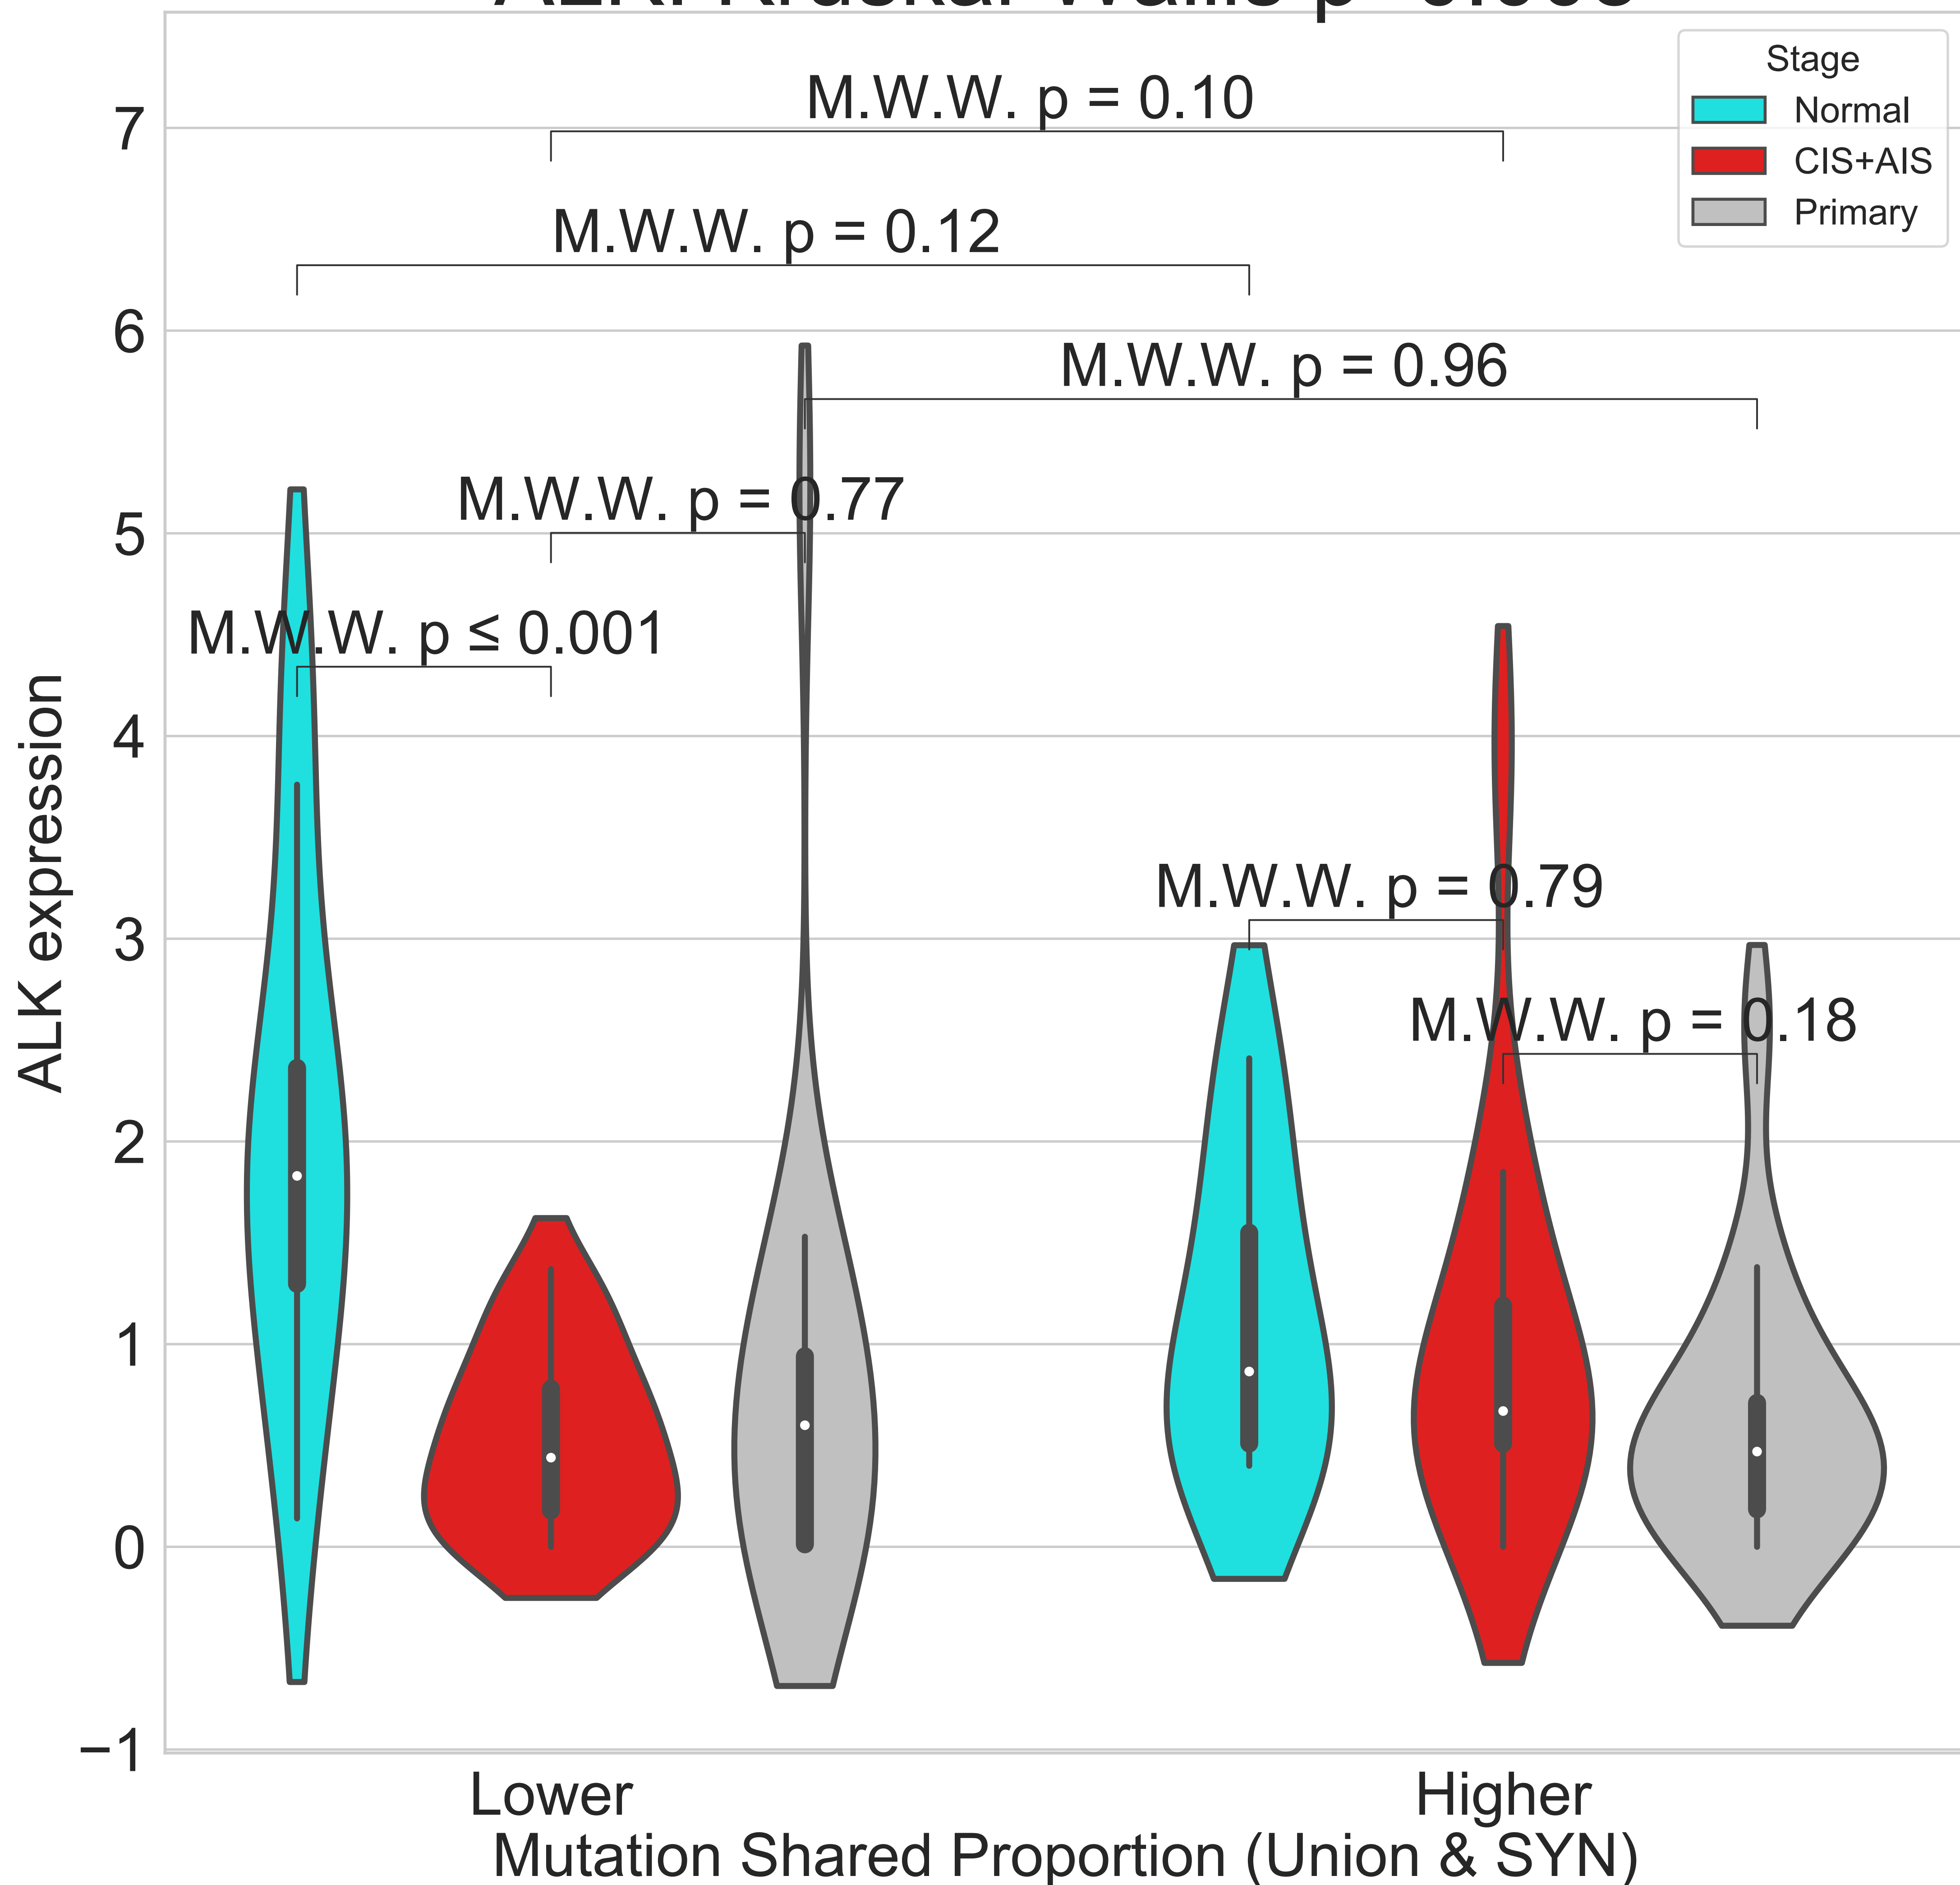 Stage
Normal
CIS+AIS
Primary
M.W.W. p = 0.10
M.W.W. p = 0.12
M.W.W. p = 0.96
M.W.W. p = 0.77
M.W.W. p ≤ 0.001
M.W.W. p = 0.79
M.W.W. p = 0.18
ALK expression
7
6
5
4
3
2
1
0
−1
Lower
Higher
Mutation Shared Proportion (Union & SYN)